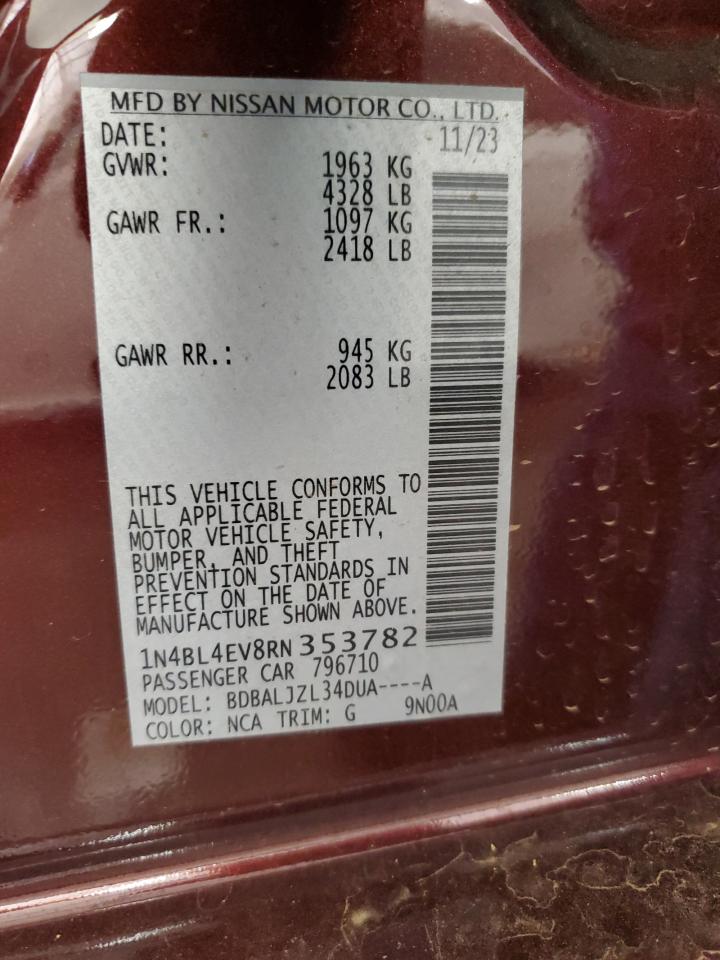 MFD BY NISSAN MOTOR CO., LTD.
DATE: 11/23
GVWR: 1963 KG
4328 LB
GAWR FR.: 1097 KG
2418 LB
GAWR RR.: 945 KG
2083 LB
THIS VEHICLE CONFORMS TO
ALL APPLICABLE FEDERAL
MOTOR VEHICLE SAFETY,
BUMPER, AND THEFT
PREVENTION STANDARDS IN
EFFECT ON THE DATE OF
MANUFACTURE SHOWN ABOVE.
1N4BL4EV8RN353782
PASSENGER CAR 796710
MODEL: BDBALJZL34DUA----A
COLOR: NCA TRIM: G 9N00A